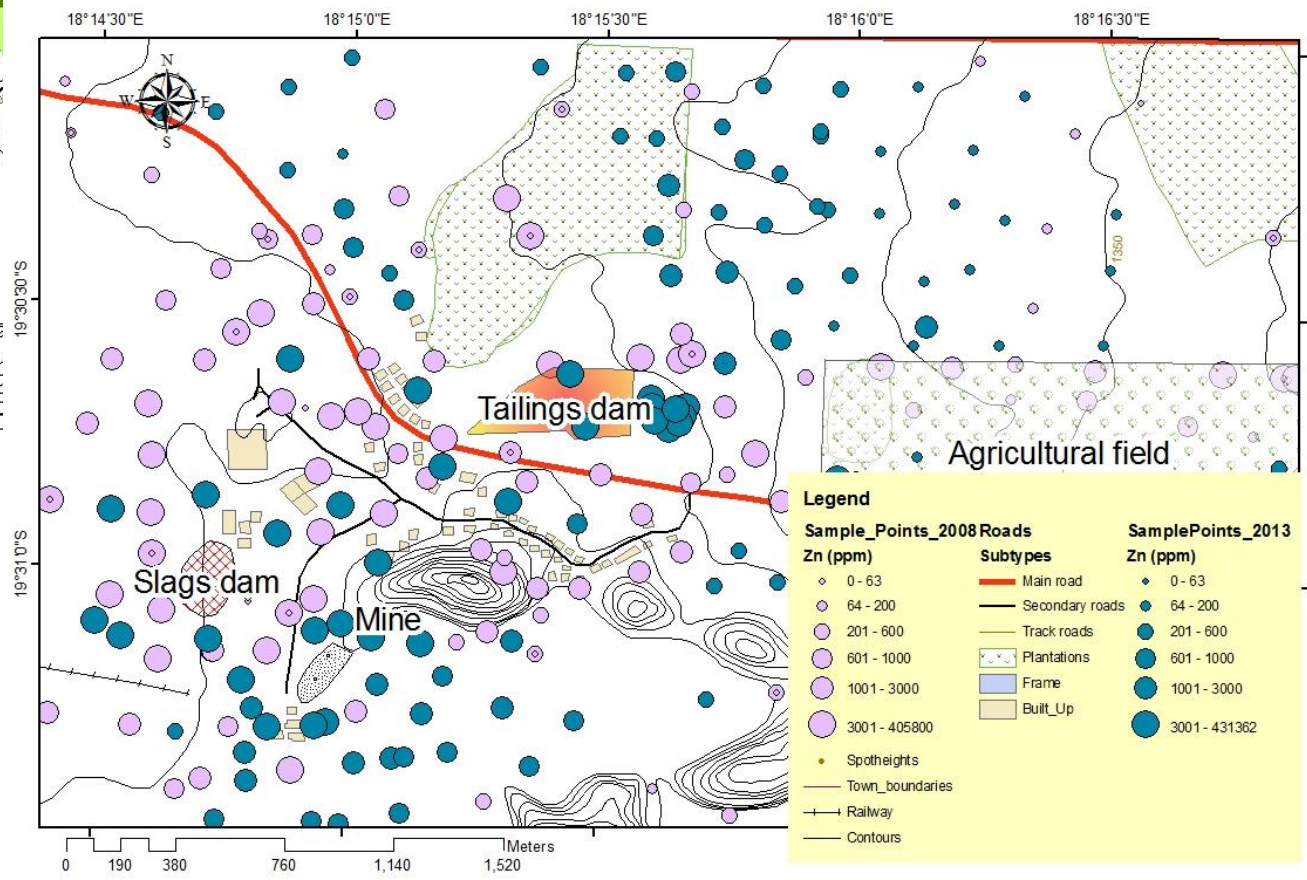 18°14'30"E 18°15'0"E 18°15'30"E 18°16'0"E 18°16'30"E
N
W E
S
1350
19°30'30"S
Tailings dam
Agricultural field
19°31'0"S
Slags dam
Mine
Legend
Sample_Points_2008 Roads SamplePoints_2013
Zn (ppm) Subtypes Zn (ppm)
0 - 63 Main road 0 - 63
64 - 200 Secondary roads 64 - 200
201 - 600 Track roads 201 - 600
601 - 1000 Plantations 601 - 1000
1001 - 3000 Frame 1001 - 3000
3001 - 405800 Built_Up 3001 - 431362
Spotheights
Town_boundaries
Railway
Contours
Meters
0 190 380 760 1,140 1,520